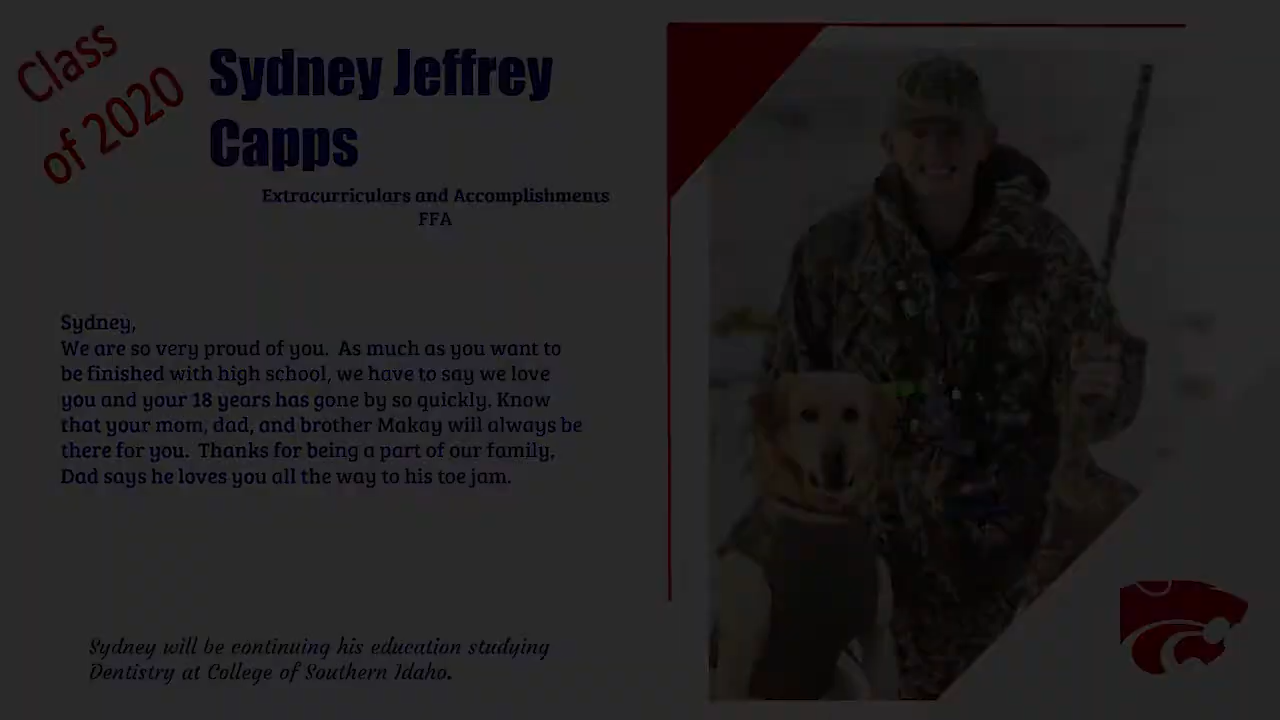 Class
of 2020
Sydney Jeffrey
Capps
Extracurriculars and Accomplishments
FFA
Sydney,
We are so very proud of you.  As much as you want to
be finished with high school, we have to say we love
you and your 18 years has gone by so quickly. Know
that your mom, dad, and brother Makay will always be
there for you.  Thanks for being a part of our family,
Dad says he loves you all the way to his toe jam.
Sydney will be continuing his education studying
Dentistry at College of Southern Idaho.